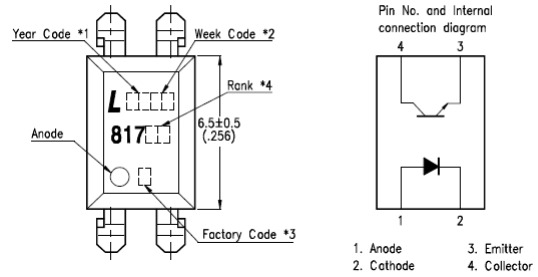 Year Code *1
Week Code *2
Rank *4
L
817
6.5±0.5
(.256)
Anode
Factory Code *3
Pin No. and Internal
connection diagram
4 3
1 2
1. Anode 3. Emitter
2. Cathode 4. Collector